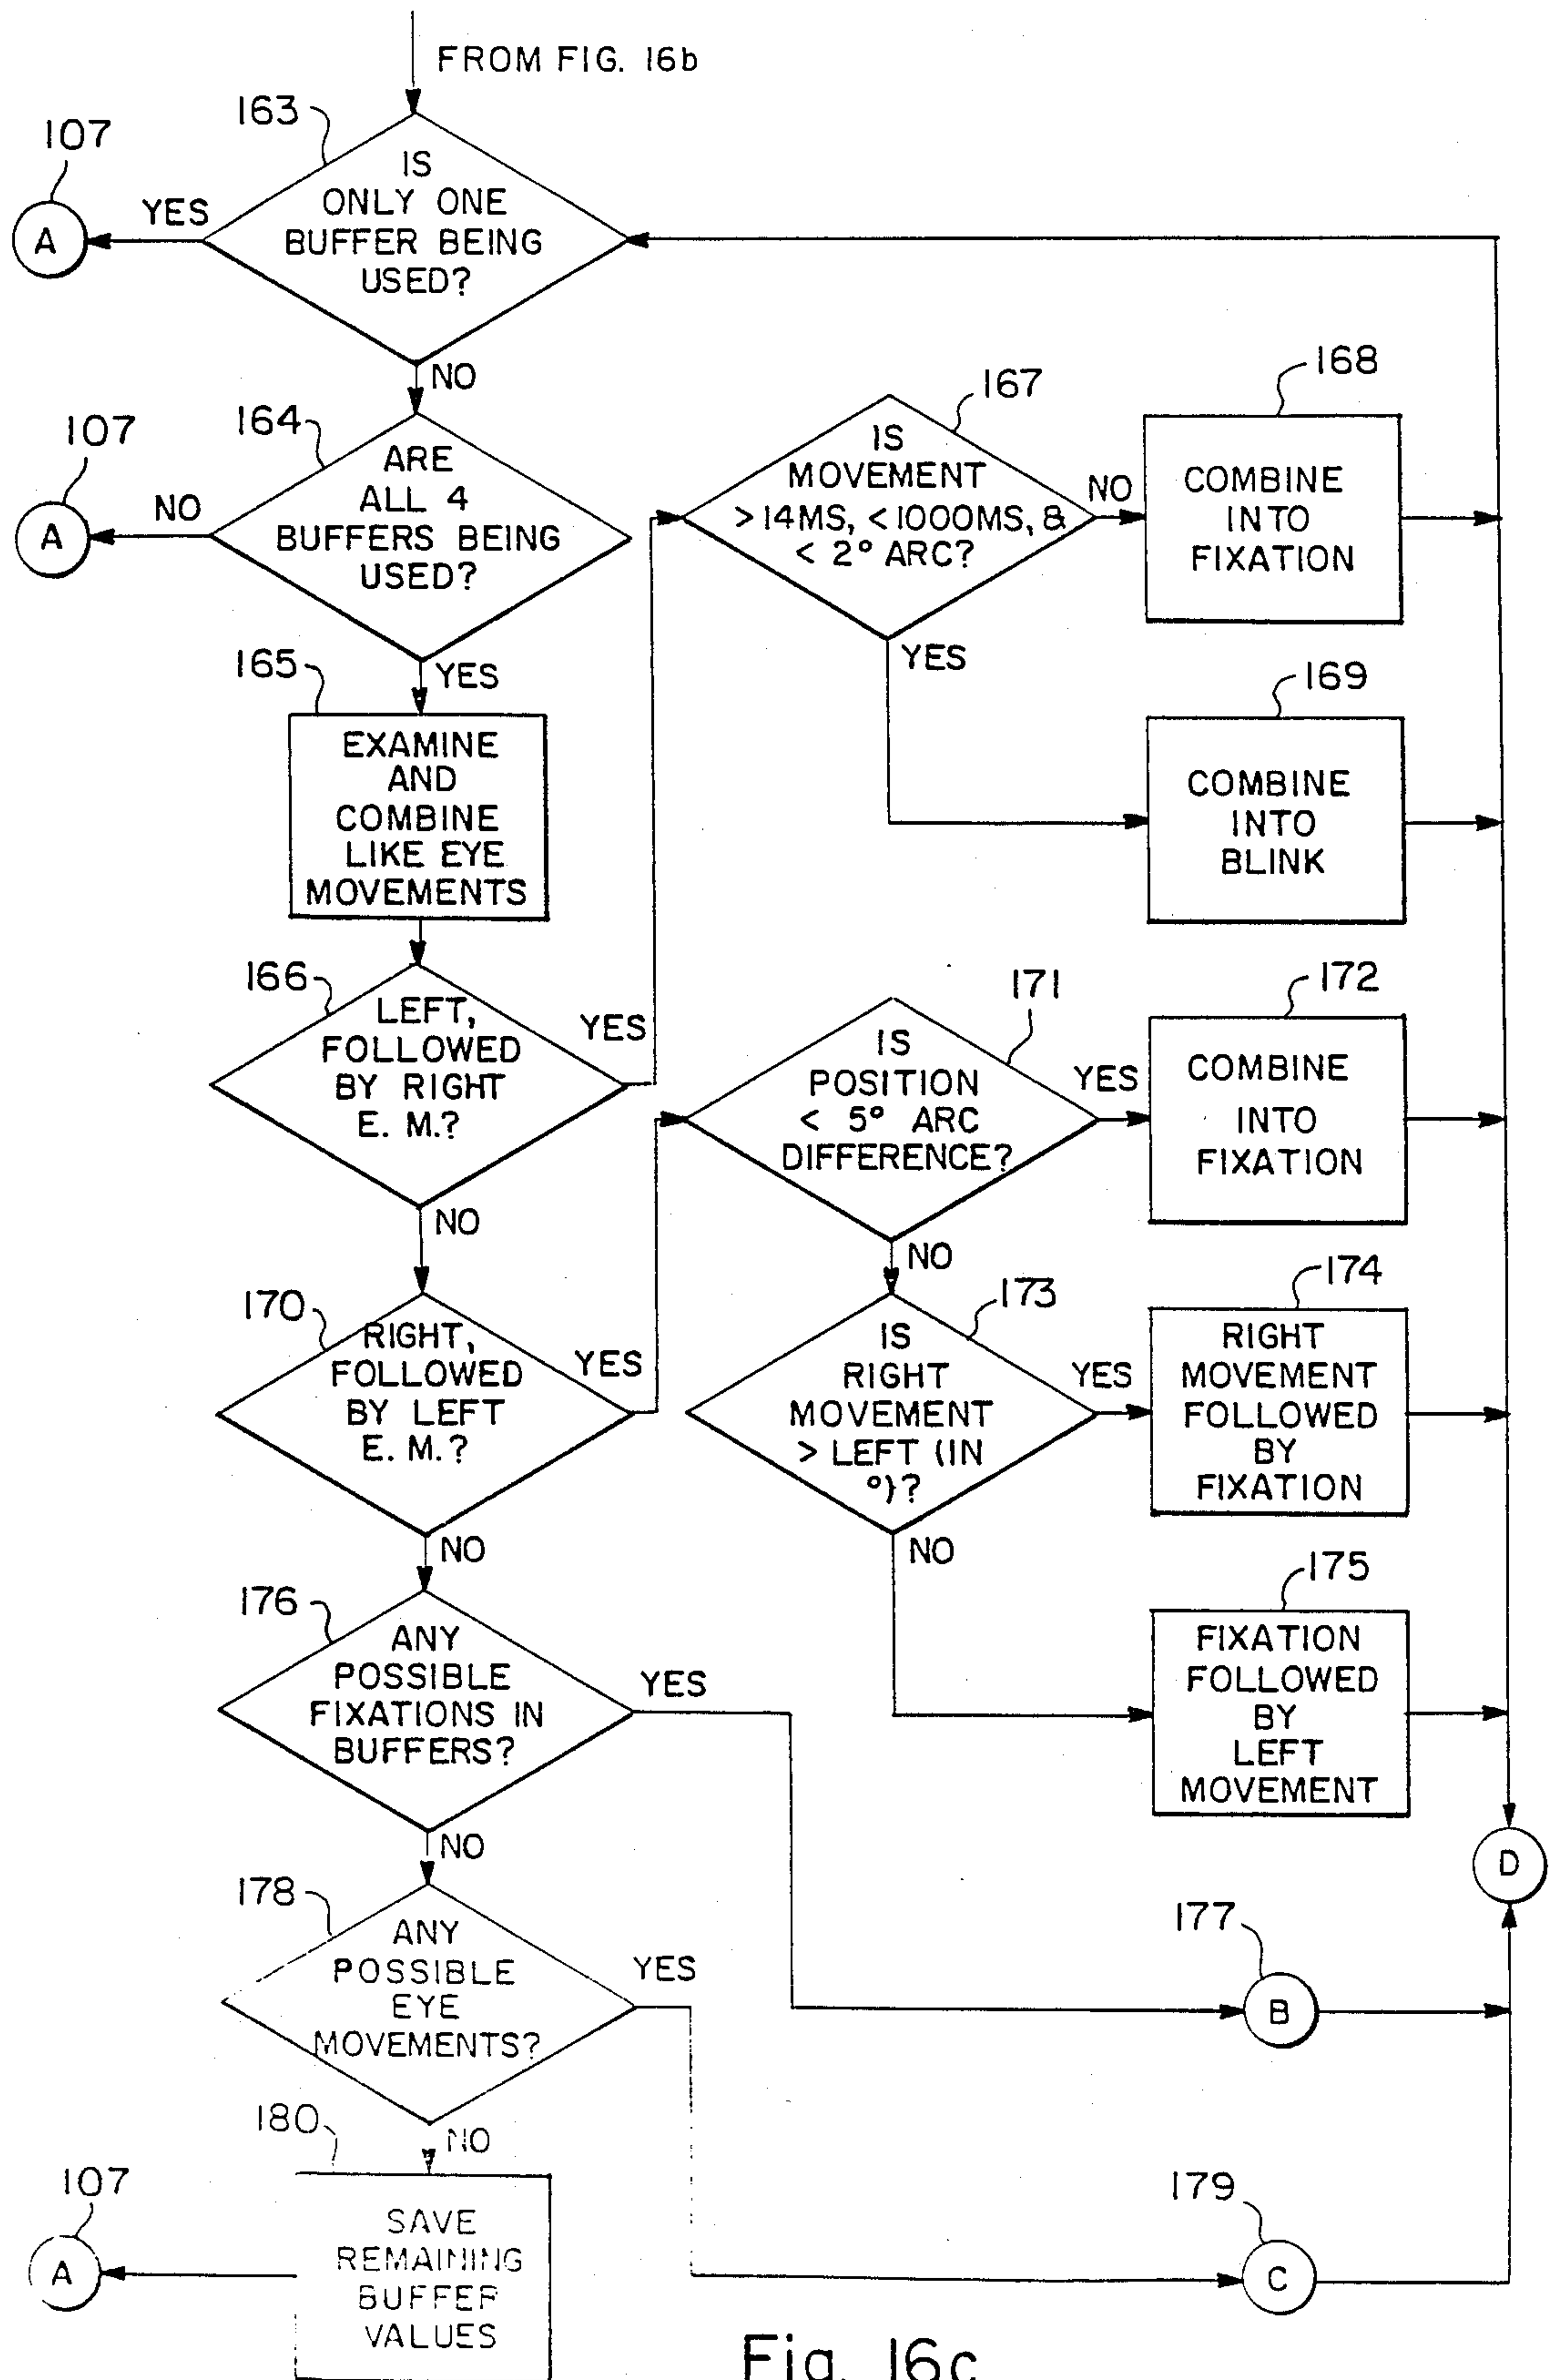 FROM FIG. 16b
163
107
IS
ONLY ONE
BUFFER BEING
USED?
YES
A
NO
164
107
ARE
ALL 4
BUFFERS BEING
USED?
NO
A
YES
167
IS
MOVEMENT
>14MS, <1000MS, &
< 2° ARC?
NO
YES
168
COMBINE
INTO
FIXATION
165
EXAMINE
AND
COMBINE
LIKE EYE
MOVEMENTS
169
COMBINE
INTO
BLINK
166
LEFT,
FOLLOWED
BY RIGHT
E. M.?
YES
NO
171
IS
POSITION
< 5° ARC
DIFFERENCE?
YES
NO
172
COMBINE
INTO
FIXATION
170
RIGHT,
FOLLOWED
BY LEFT
E. M.?
YES
NO
173
IS
RIGHT
MOVEMENT
> LEFT (IN
°)?
YES
NO
174
RIGHT
MOVEMENT
FOLLOWED
BY
FIXATION
176
ANY
POSSIBLE
FIXATIONS IN
BUFFERS?
YES
NO
175
FIXATION
FOLLOWED
BY
LEFT
MOVEMENT
D
178
ANY
POSSIBLE
EYE
MOVEMENTS?
YES
NO
177
B
180
SAVE
REMAINING
BUFFER
VALUES
107
A
179
C
Fig. 16c